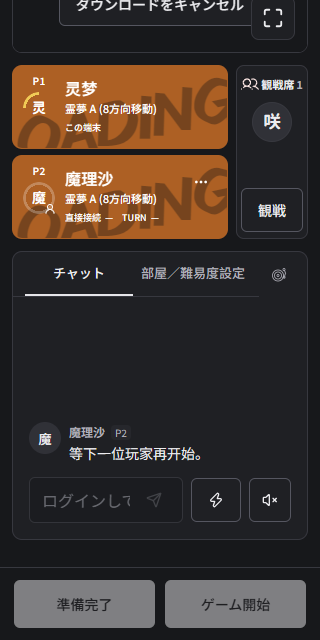 ダウンロードをキャンセル
P1
灵
灵梦
霊夢 A (8方向移動)
この端末
OADING
観戦席 1
咲
P2
魔
魔理沙
霊夢 A (8方向移動)
直接接続 — TURN —
...
OADING
観戦
チャット
部屋／難易度設定
魔
魔理沙 P2
等下一位玩家再开始。
ログインして
準備完了
ゲーム開始